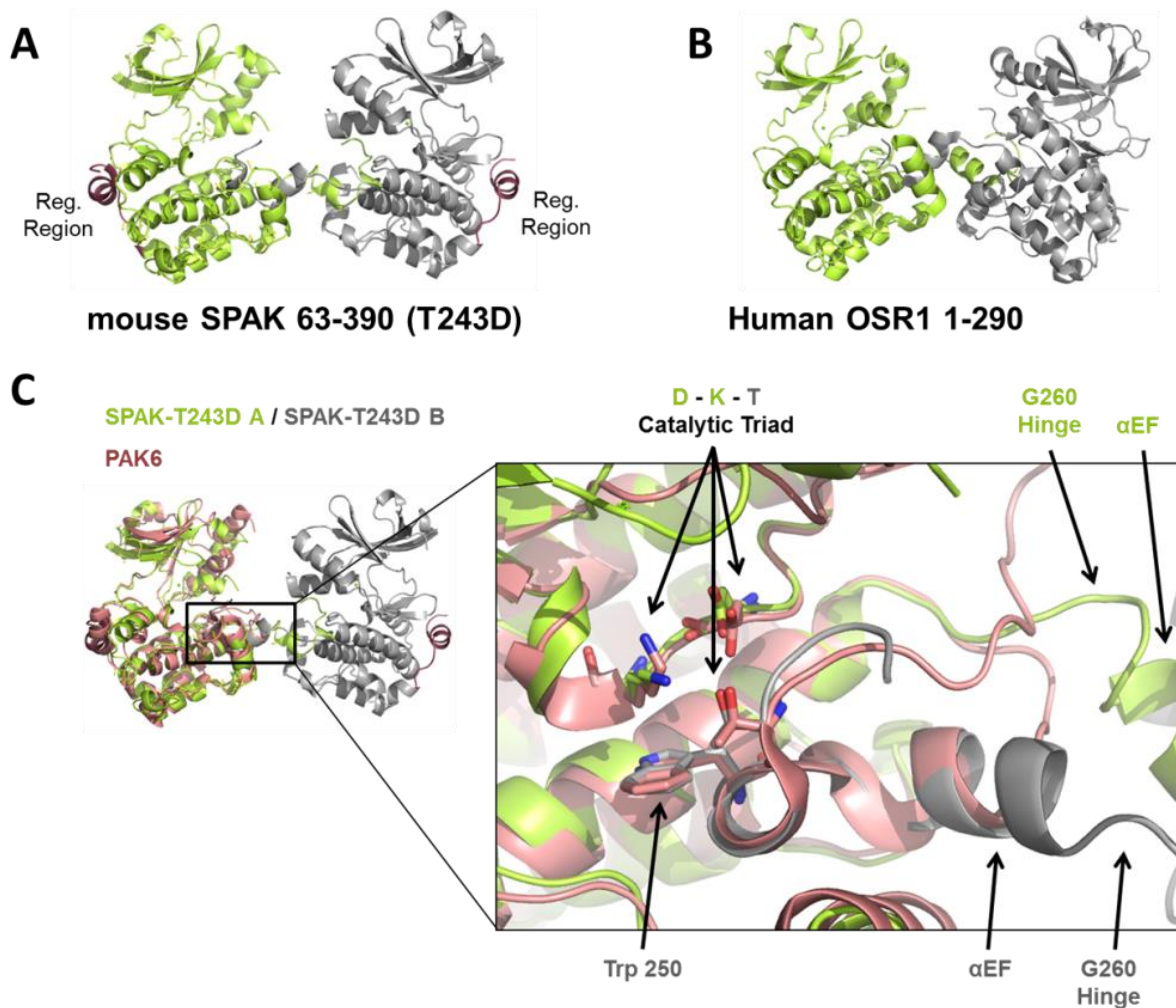 A
B
Reg.
Region
Reg.
Region
mouse SPAK 63-390 (T243D)
Human OSR1 1-290
C
SPAK-T243D A / SPAK-T243D B
PAK6
D - K - T
Catalytic Triad
G260
Hinge
αEF
Trp 250
αEF
G260
Hinge